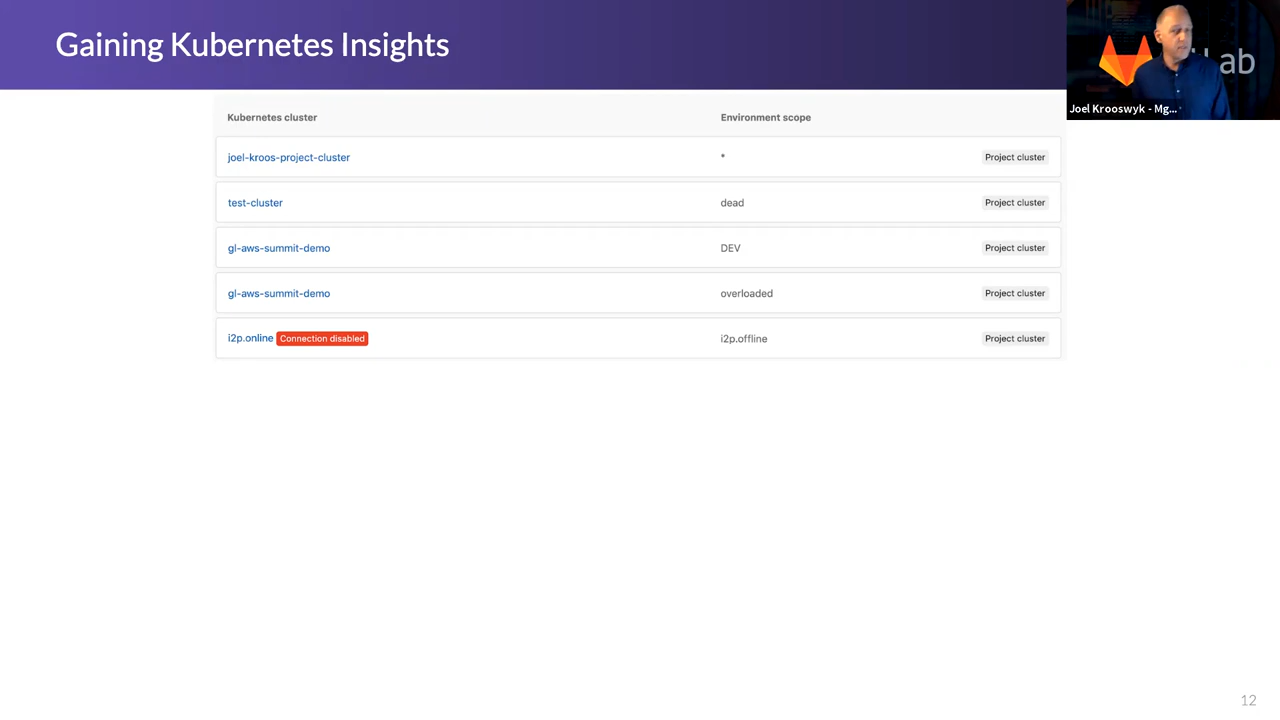 Gaining Kubernetes Insights
ab
Joel Krooswyk - Mg...
Kubernetes cluster Environment scope
joel-kroos-project-cluster * Project cluster
test-cluster dead Project cluster
gl-aws-summit-demo DEV Project cluster
gl-aws-summit-demo overloaded Project cluster
i2p.online Connection disabled i2p.offline Project cluster
12